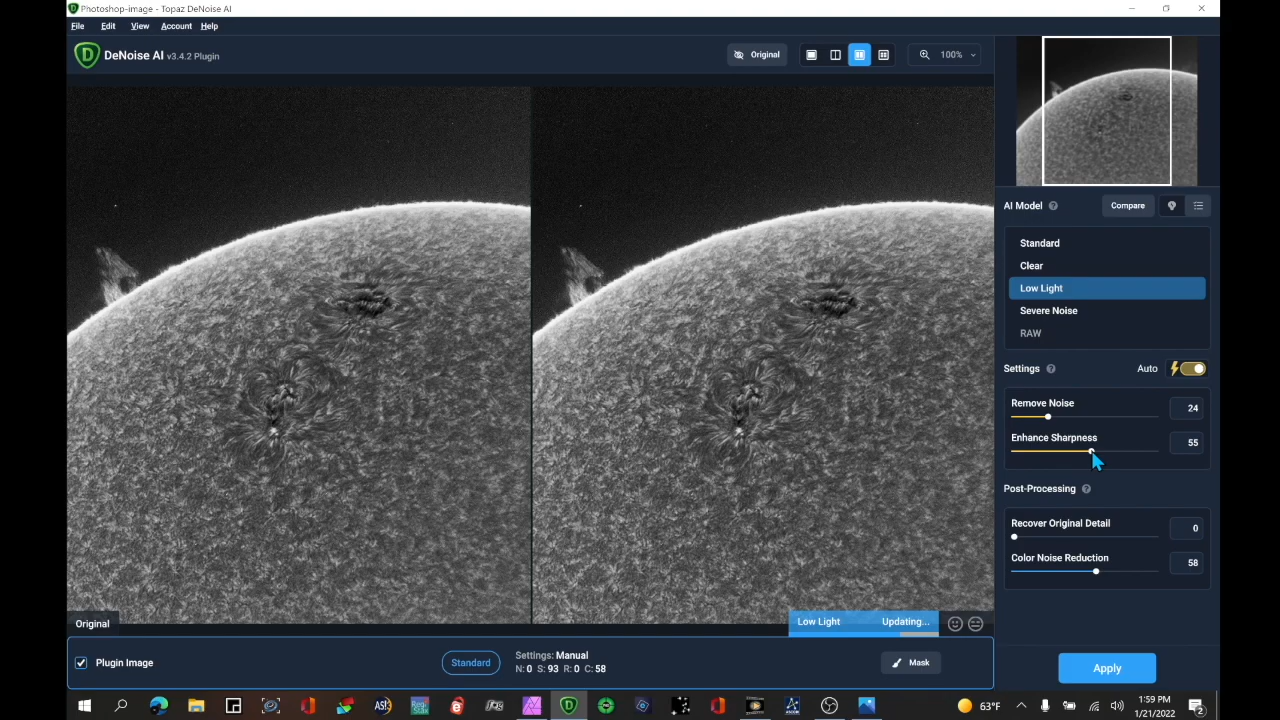 Photoshop-image - Topaz DeNoise AI
File Edit View Account Help
DeNoise AI v3.4.2 Plugin
Original
100%
AI Model
Compare
Standard
Clear
Low Light
Severe Noise
RAW
Settings Auto
Remove Noise 24
Enhance Sharpness 55
Post-Processing
Recover Original Detail 0
Color Noise Reduction 58
Original
Low Light Updating...
Plugin Image
Standard
Settings: Manual
N: 0 S: 93 R: 0 C: 58
Mask
Apply
63°F
1:59 PM
1/21/2022